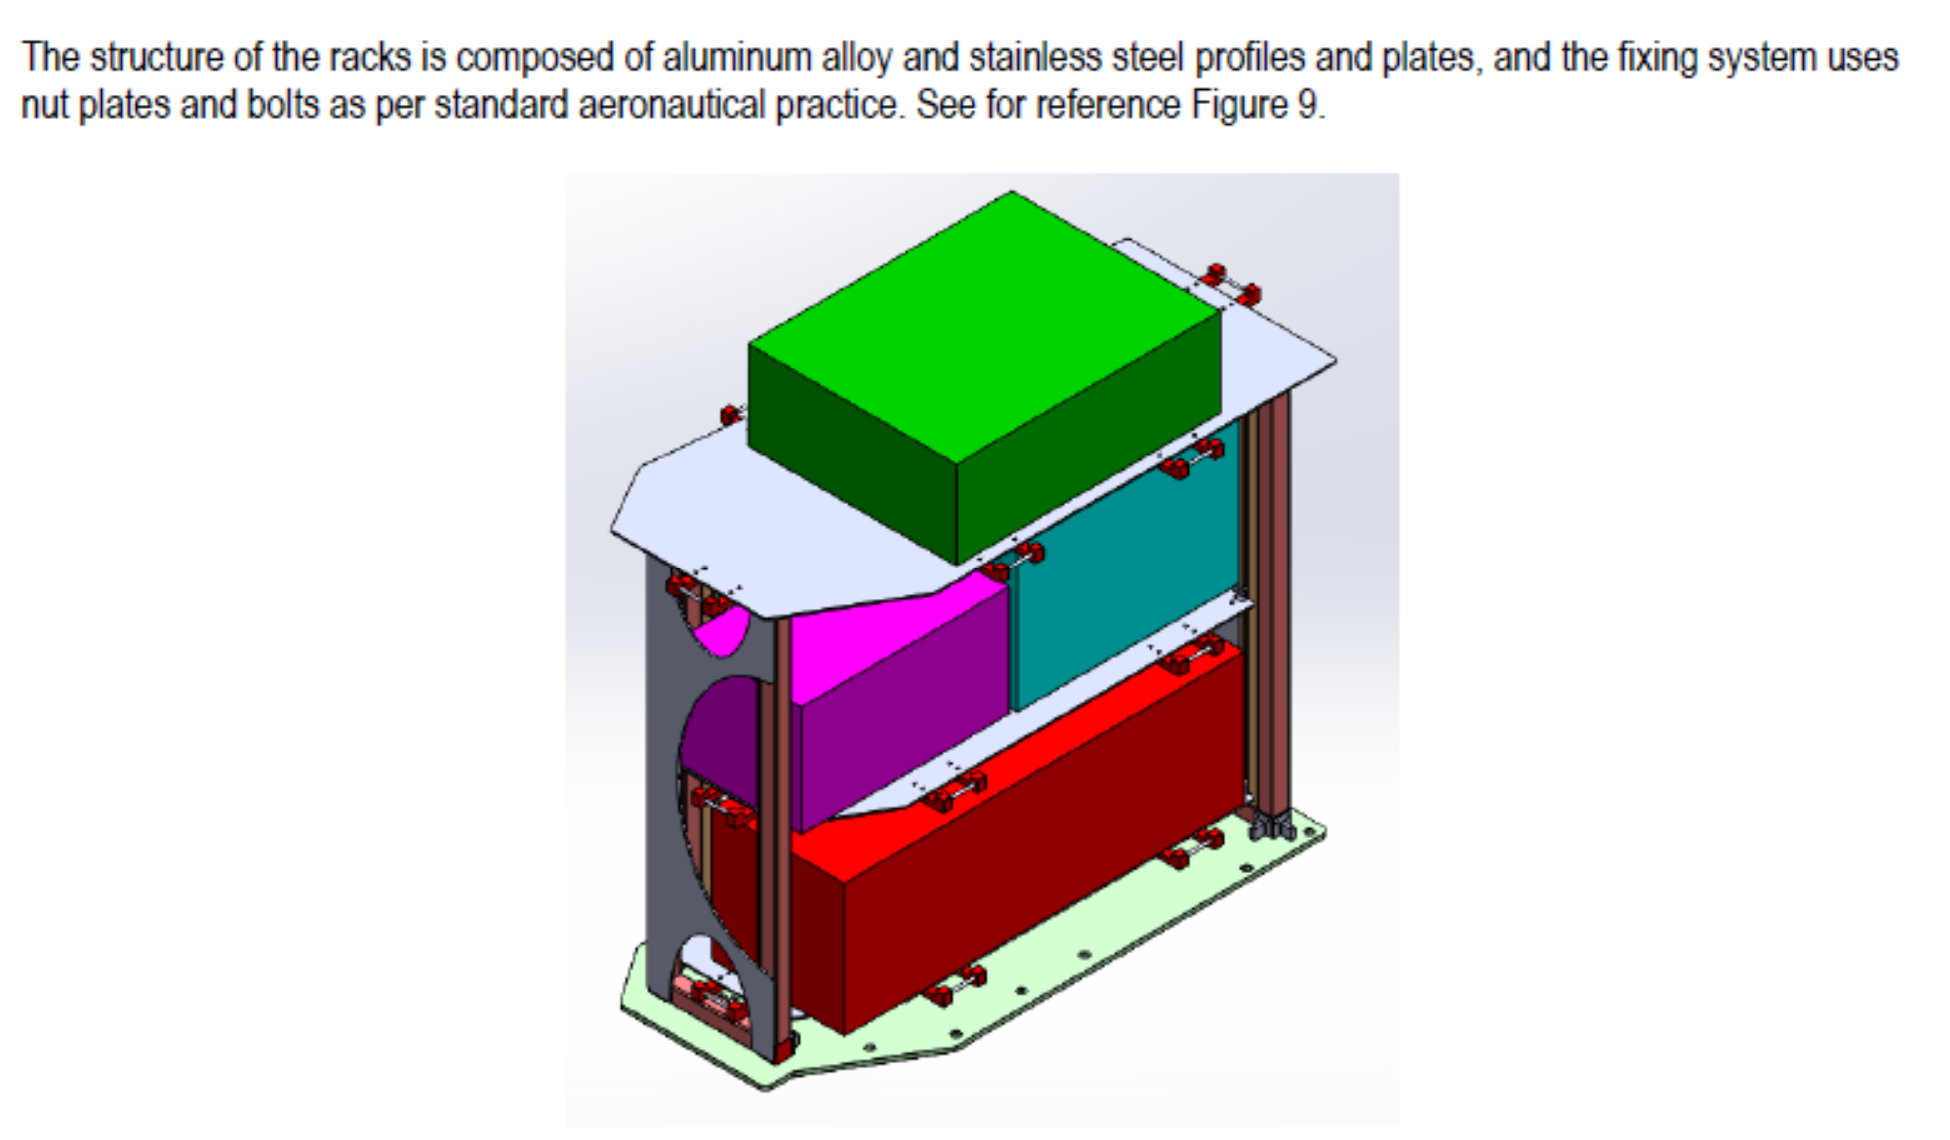 The structure of the racks is composed of aluminum alloy and stainless steel profiles and plates, and the fixing system uses
nut plates and bolts as per standard aeronautical practice. See for reference Figure 9.